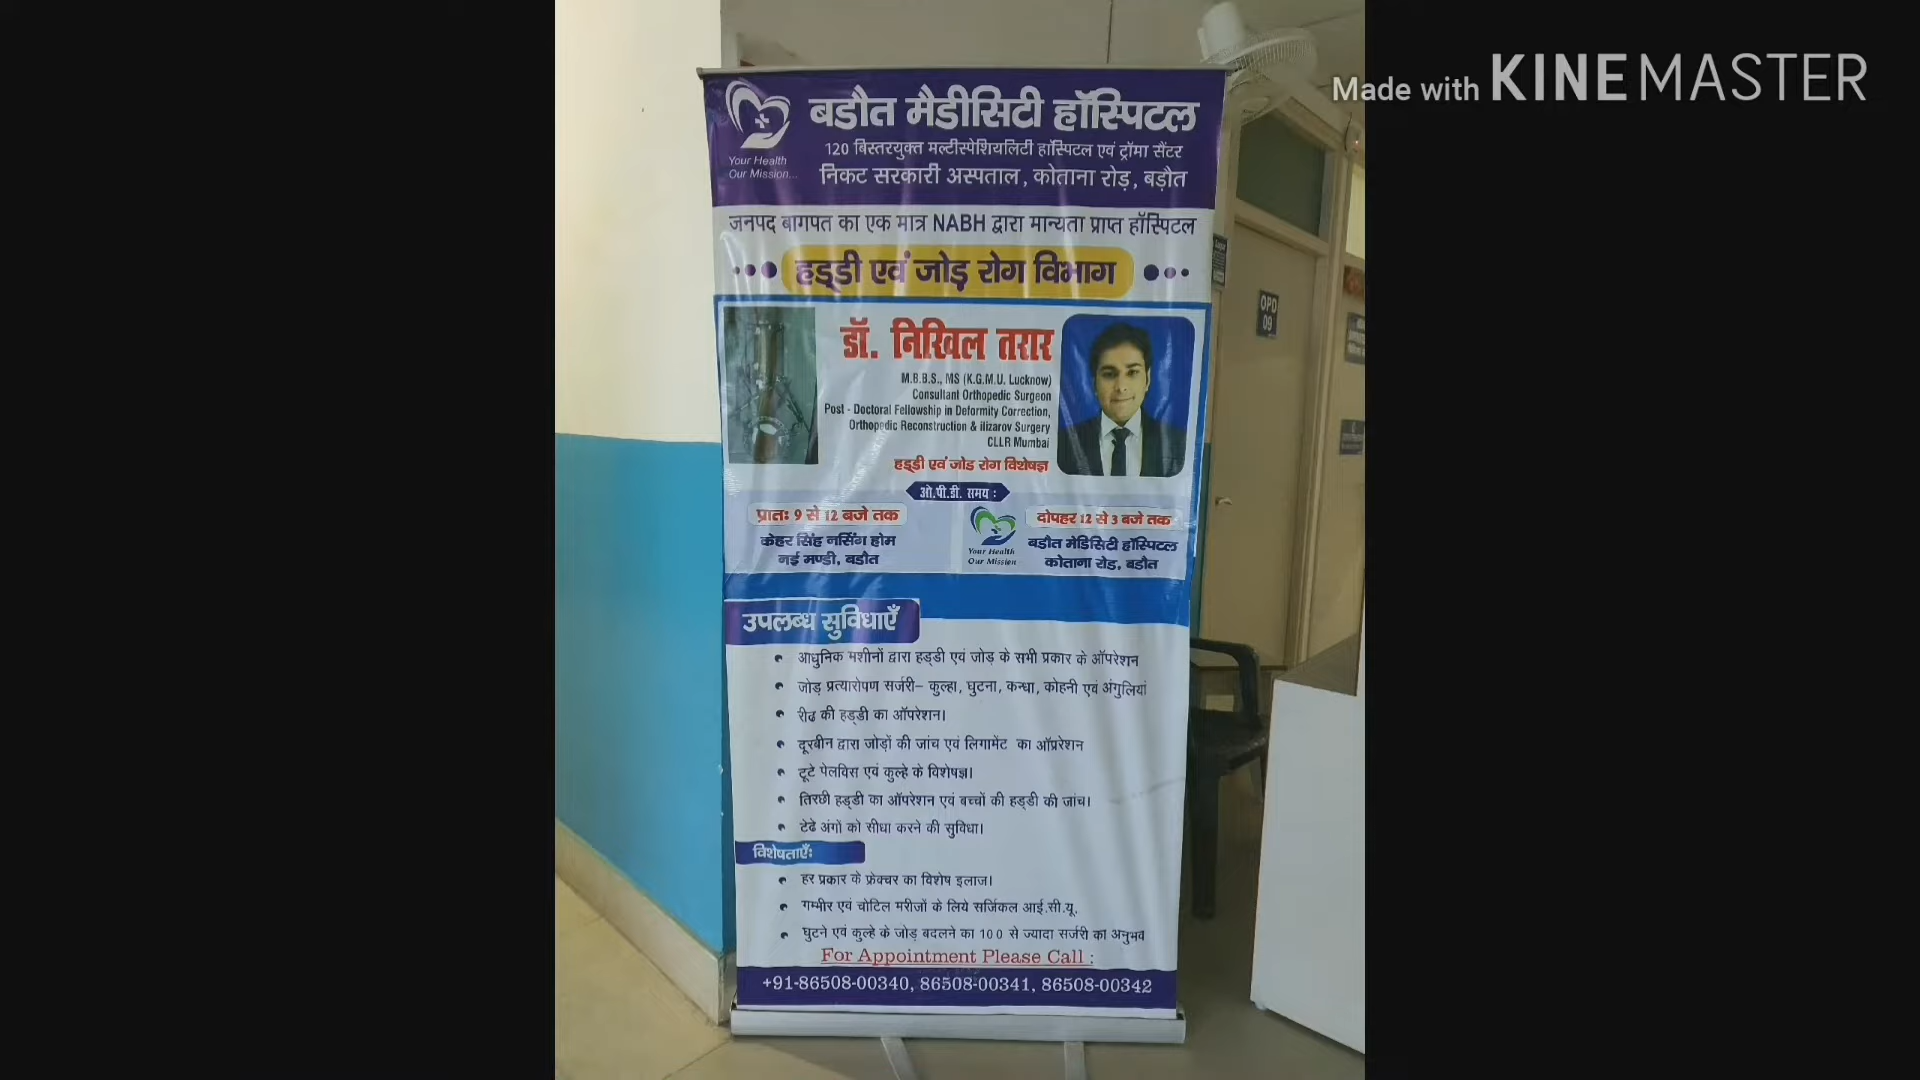 Made with KINEMASTER
बडौत मैडीसिटी हॉस्पिटल
Your Health
Our Mission...
120 बिस्तरयुक्त मल्टीस्पेशियलिटी हास्पिटल एवं ट्रॉमा सैंटर
निकट सरकारी अस्पताल, कोताना रोड़, बड़ौत
जनपद बागपत का एक मात्र NABH द्वारा मान्यता प्राप्त हॉस्पिटल
हड्डी एवं जोड़ रोग विभाग
डॉ. निखिल तरार
M.B.B.S., MS (K.G.M.U. Lucknow)
Consultant Orthopedic Surgeon
Post - Doctoral Fellowship in Deformity Correction,
Orthopedic Reconstruction & ilizarov Surgery
CLLR Mumbai
हड्डी एवं जोड रोग विशेषज्ञ
ओ.पी.डी. समय :
प्रातः 9 से 12 बजे तक
केहर सिंह नर्सिंग होम
नई मण्डी, बडौत
Your Health
Our Mission
दोपहर 12 से 3 बजे तक
बडौत मेडिसिटी हॉस्पिटल
कोताना रोड, बडौत
उपलब्ध सुविधाएँ
आधुनिक मशीनों द्वारा हड्डी एवं जोड़ के सभी प्रकार के ऑपरेशन
जोड़ प्रत्यारोपण सर्जरी– कुल्हा, घुटना, कन्धा, कोहनी एवं अंगुलियां
रीढ की हड्डी का ऑपरेशन।
दूरबीन द्वारा जोड़ों की जांच एवं लिगामेंट का ऑप्ररेशन
टूटे पेलविस एवं कुल्हे के विशेषज्ञ।
तिरछी हड्डी का ऑपरेशन एवं बच्चों की हड्डी की जांच।
टेढे अंगों को सीधा करने की सुविधा।
विशेषताएँः
हर प्रकार के फ्रेक्चर का विशेष इलाज।
गम्भीर एवं चोटिल मरीजों के लिये सर्जिकल आई.सी.यू.
घुटने एवं कुल्हे के जोड़ बदलने का 100 से ज्यादा सर्जरी का अनुभव
For Appointment Please Call :
+91-86508-00340, 86508-00341, 86508-00342
OPD
09